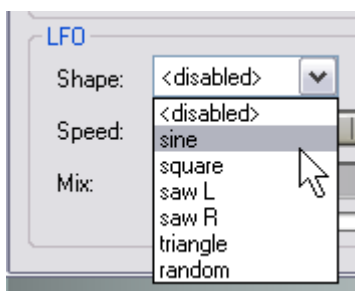 LFO
Shape: <disabled>
<disabled>
Speed:
sine
square
Mix:
saw L
saw R
triangle
random